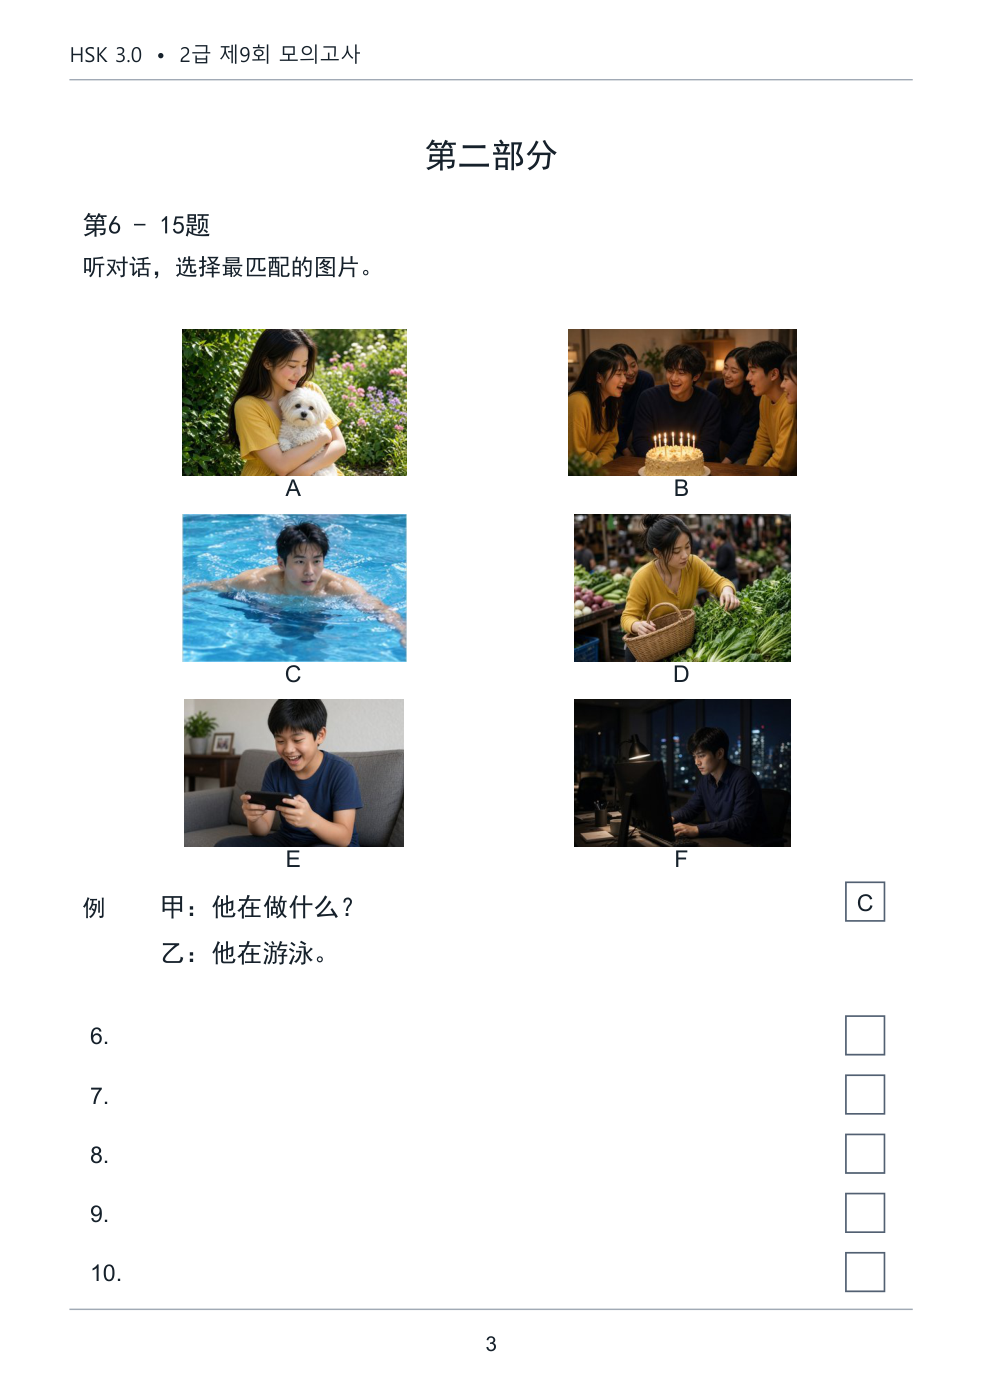 HSK 3.0 • 2급 제9회 모의고사
第二部分
第6 - 15题
听对话，选择最匹配的图片。
A
B
C
D
E
F
例 甲：他在做什么？ C
乙：他在游泳。
6.
7.
8.
9.
10.
3